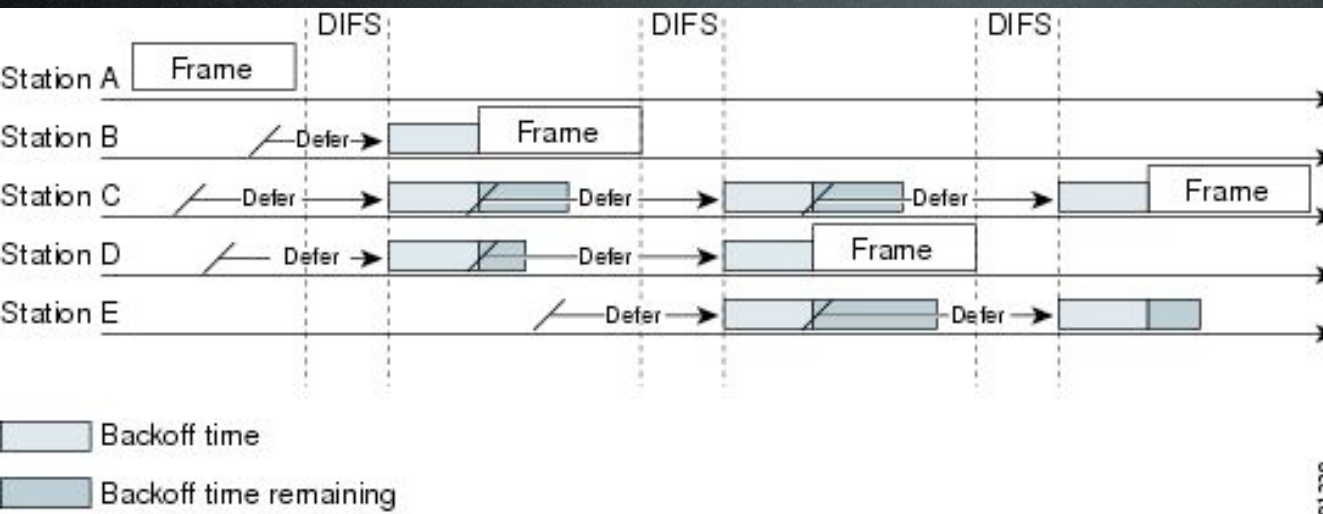 DIFS DIFS DIFS
Station A Frame
Station B Defer Frame
Station C Defer Defer Defer Frame
Station D Defer Defer Frame
Station E Defer Defer
Backoff time
Backoff time remaining